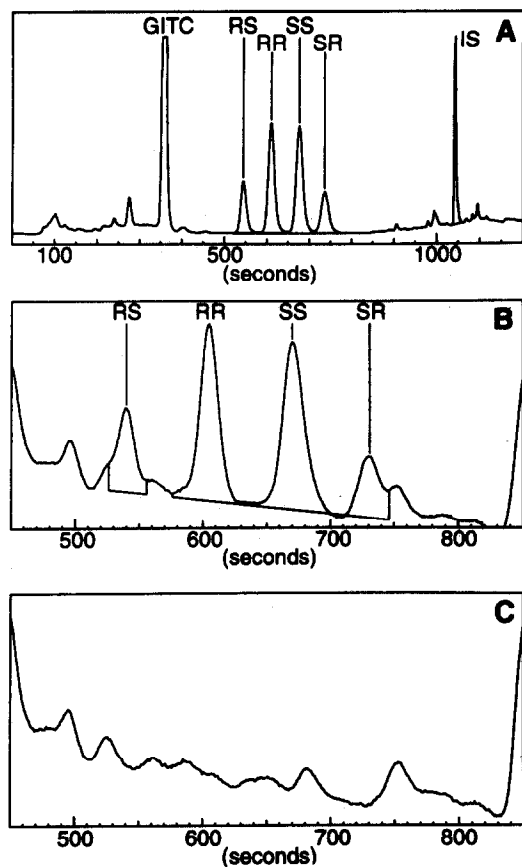 GITC RS SS A
RR SR IS
100 500 1000
(seconds)
RS RR SS SR B
500 600 700 800
(seconds)
C
500 600 700 800
(seconds)